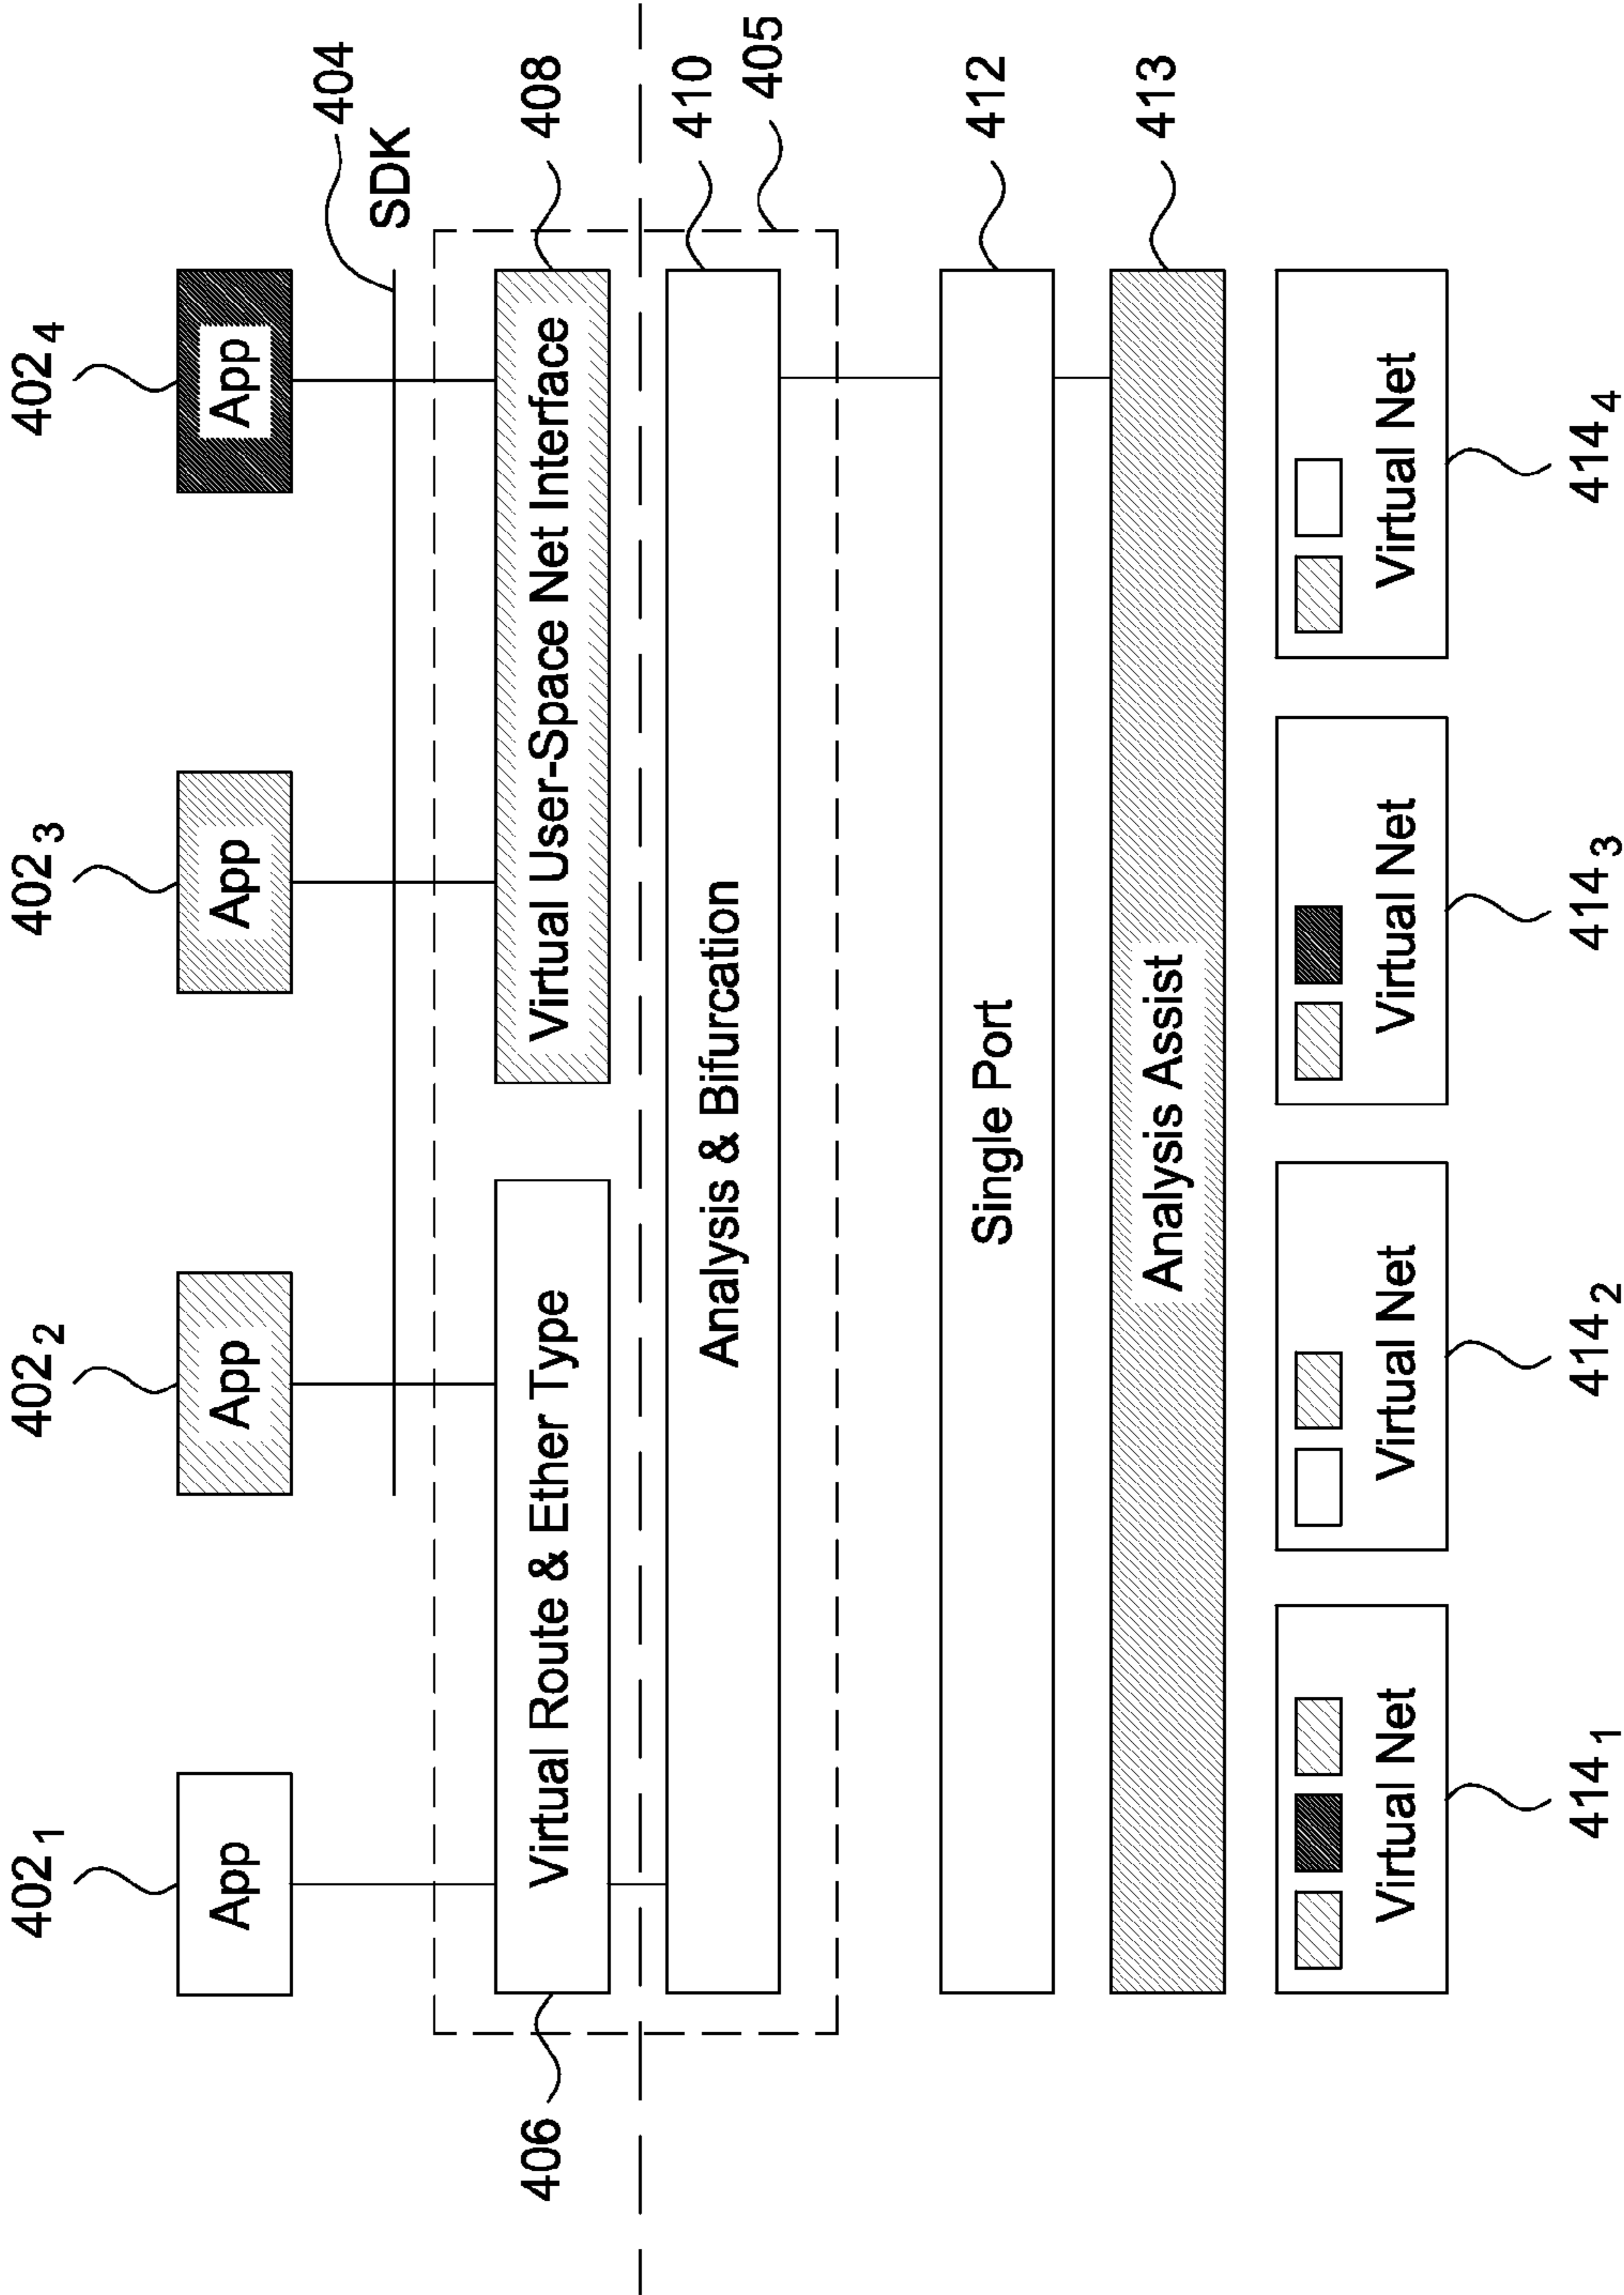 402₁
402₂
402₃
402₄
App
App
App
App
404
SDK
Virtual Route & Ether Type
Virtual User-Space Net Interface
406
408
Analysis & Bifurcation
410
405
Single Port
412
Analysis Assist
413
Virtual Net
Virtual Net
Virtual Net
Virtual Net
414₁
414₂
414₃
414₄